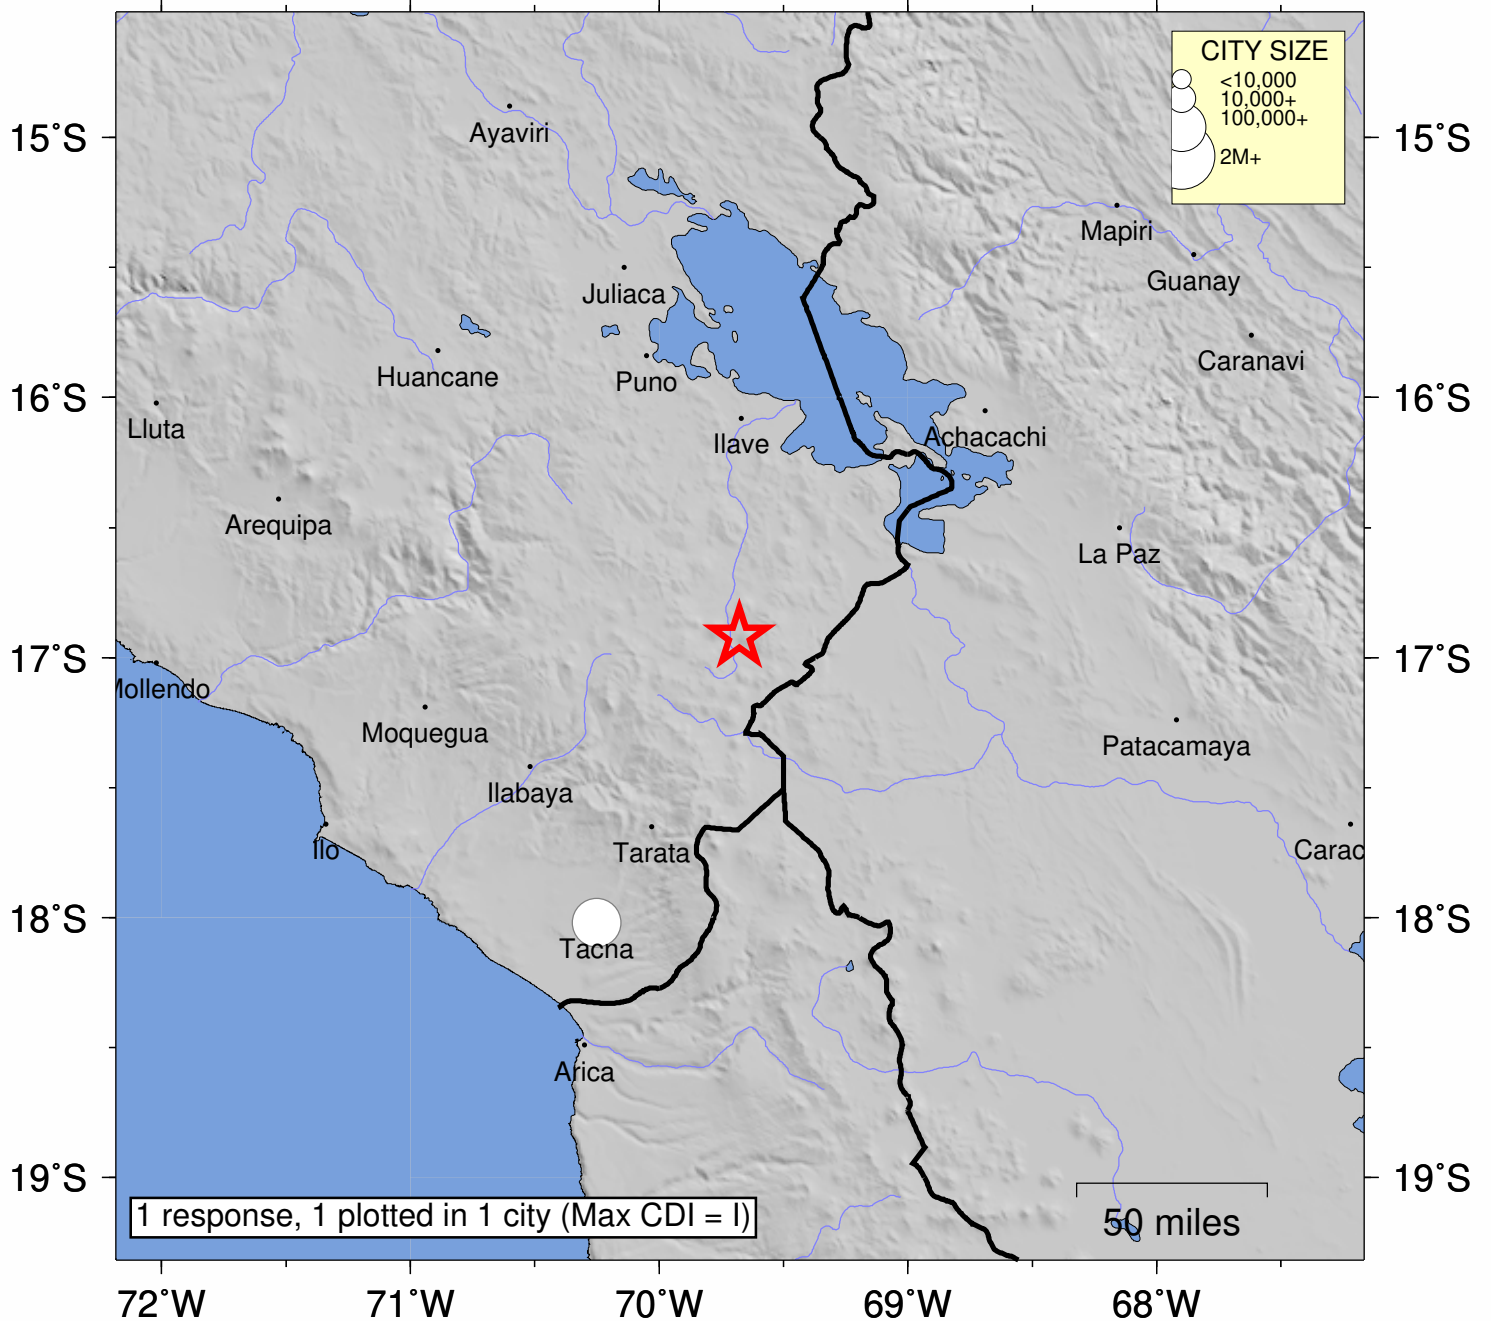 CITY SIZE
<10,000
10,000+
100,000+
2M+
15°S
15°S
16°S
16°S
17°S
17°S
18°S
18°S
19°S
19°S
Ayaviri
Mapiri
Guanay
Juliaca
Caranavi
Huancane
Puno
Lluta
Ilave
Achacachi
Arequipa
La Paz
Mollendo
Moquegua
Patacamaya
Ilabaya
Ilo
Tarata
Carac
Tacna
Arica
1 response, 1 plotted in 1 city (Max CDI = I)
50 miles
72°W
71°W
70°W
69°W
68°W